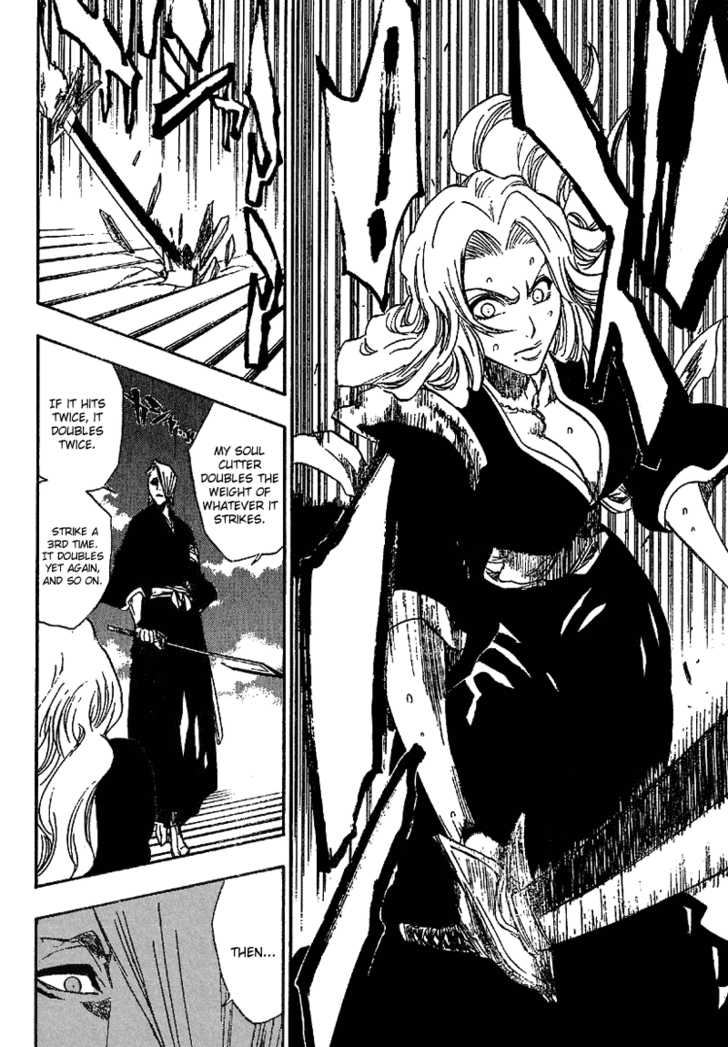 MY SOUL
CUTTER
DOUBLES THE
WEIGHT OF
WHATEVER IT
STRIKES.
IF IT HITS
TWICE, IT
DOUBLES
TWICE.
STRIKE A
3RD TIME.
IT DOUBLES
YET AGAIN,
AND SO ON.
THEN...